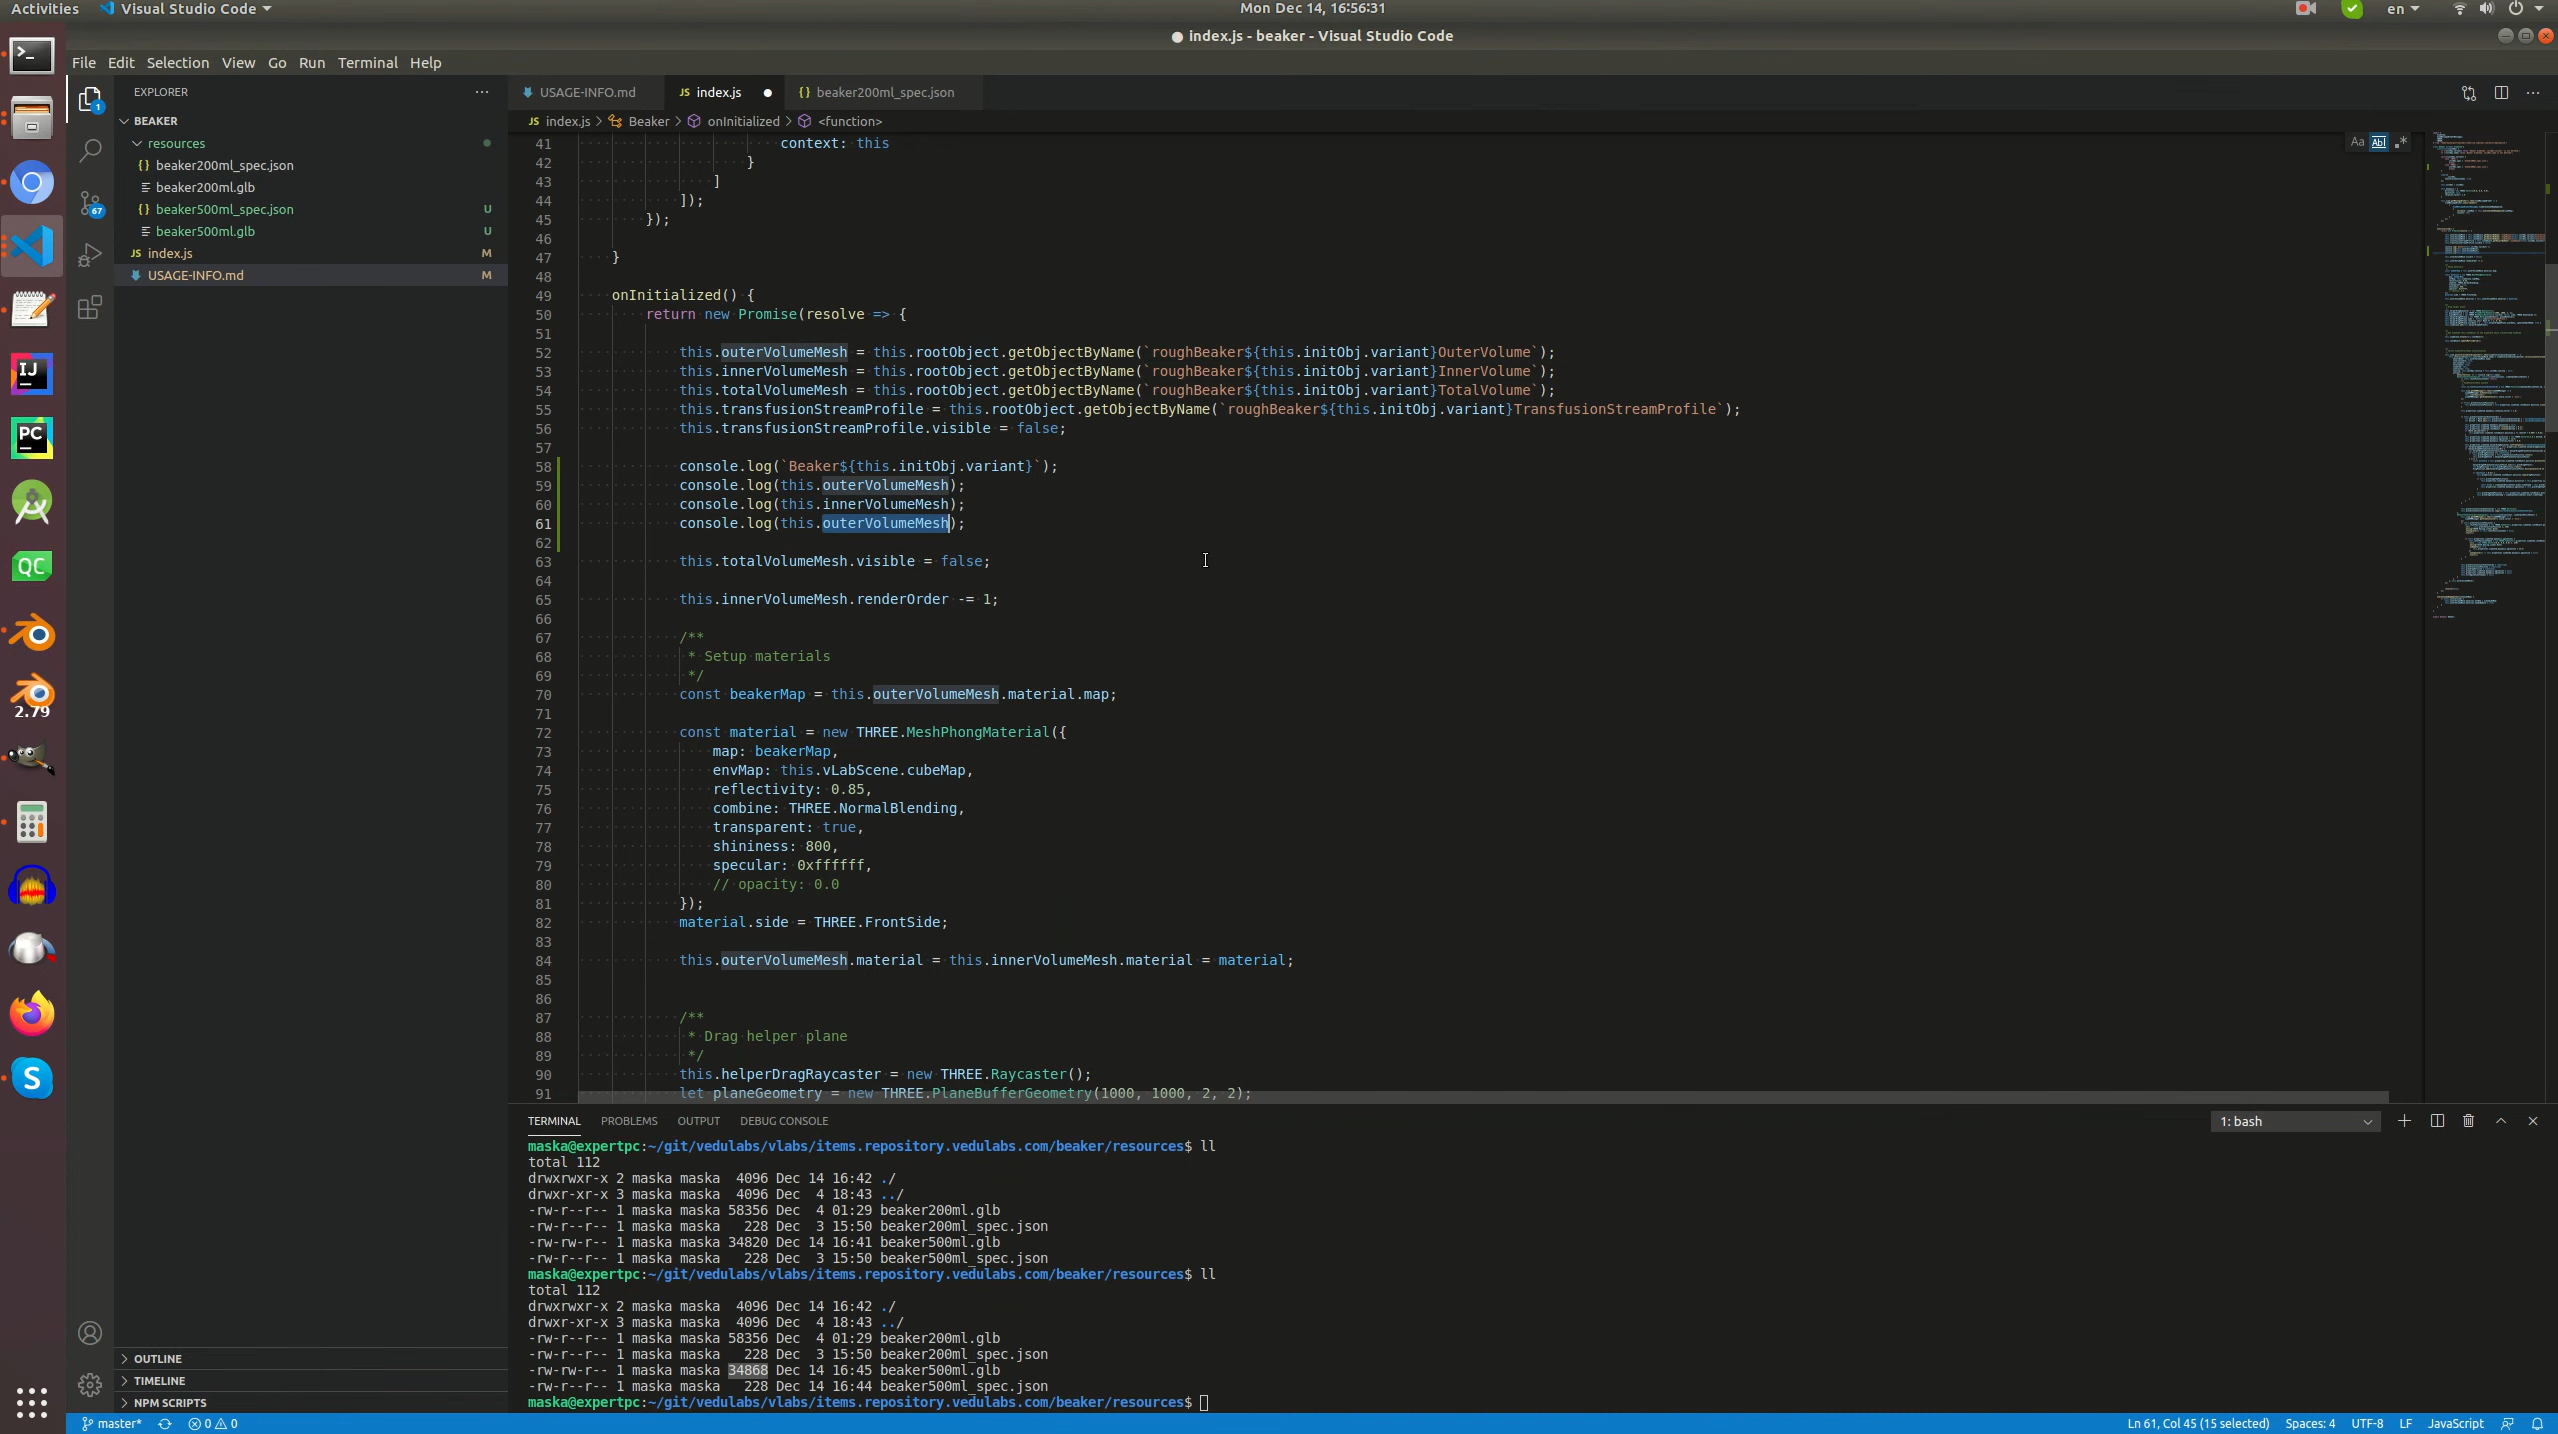 Activities
Visual Studio Code
Mon Dec 14, 16:56:31
en
● index.js - beaker - Visual Studio Code
File Edit Selection View Go Run Terminal Help
EXPLORER
BEAKER
resources
{} beaker200ml_spec.json
beaker200ml.glb
{} beaker500ml_spec.json U
beaker500ml.glb U
JS index.js M
USAGE-INFO.md M
OUTLINE
TIMELINE
NPM SCRIPTS
1
67
IJ
PC
QC
2.79
S
USAGE-INFO.md
JS index.js ●
{} beaker200ml_spec.json
JS index.js > Beaker > onInitialized > <function>
Aa Abl .*
41 context: this
42 }
43 ]
44 ]);
45 });
46
47 }
48
49 onInitialized() {
50 return new Promise(resolve => {
51
52 this.outerVolumeMesh = this.rootObject.getObjectByName(`roughBeaker${this.initObj.variant}OuterVolume`);
53 this.innerVolumeMesh = this.rootObject.getObjectByName(`roughBeaker${this.initObj.variant}InnerVolume`);
54 this.totalVolumeMesh = this.rootObject.getObjectByName(`roughBeaker${this.initObj.variant}TotalVolume`);
55 this.transfusionStreamProfile = this.rootObject.getObjectByName(`roughBeaker${this.initObj.variant}TransfusionStreamProfile`);
56 this.transfusionStreamProfile.visible = false;
57
58 console.log(`Beaker${this.initObj.variant}`);
59 console.log(this.outerVolumeMesh);
60 console.log(this.innerVolumeMesh);
61 console.log(this.outerVolumeMesh);
62
63 this.totalVolumeMesh.visible = false;
64
65 this.innerVolumeMesh.renderOrder -= 1;
66
67 /**
68 * Setup materials
69 */
70 const beakerMap = this.outerVolumeMesh.material.map;
71
72 const material = new THREE.MeshPhongMaterial({
73 map: beakerMap,
74 envMap: this.vLabScene.cubeMap,
75 reflectivity: 0.85,
76 combine: THREE.NormalBlending,
77 transparent: true,
78 shininess: 800,
79 specular: 0xffffff,
80 // opacity: 0.0
81 });
82 material.side = THREE.FrontSide;
83
84 this.outerVolumeMesh.material = this.innerVolumeMesh.material = material;
85
86
87 /**
88 * Drag helper plane
89 */
90 this.helperDragRaycaster = new THREE.Raycaster();
91 let planeGeometry = new THREE.PlaneBufferGeometry(1000, 1000, 2, 2);
TERMINAL PROBLEMS OUTPUT DEBUG CONSOLE
1: bash
maska@expertpc:~/git/vedulabs/vlabs/items.repository.vedulabs.com/beaker/resources$ ll
total 112
drwxrwxr-x 2 maska maska 4096 Dec 14 16:42 ./
drwxr-xr-x 3 maska maska 4096 Dec 4 18:43 ../
-rw-r--r-- 1 maska maska 58356 Dec 4 01:29 beaker200ml.glb
-rw-r--r-- 1 maska maska 228 Dec 3 15:50 beaker200ml_spec.json
-rw-rw-r-- 1 maska maska 34820 Dec 14 16:41 beaker500ml.glb
-rw-r--r-- 1 maska maska 228 Dec 3 15:50 beaker500ml_spec.json
maska@expertpc:~/git/vedulabs/vlabs/items.repository.vedulabs.com/beaker/resources$ ll
total 112
drwxrwxr-x 2 maska maska 4096 Dec 14 16:42 ./
drwxr-xr-x 3 maska maska 4096 Dec 4 18:43 ../
-rw-r--r-- 1 maska maska 58356 Dec 4 01:29 beaker200ml.glb
-rw-r--r-- 1 maska maska 228 Dec 3 15:50 beaker200ml_spec.json
-rw-rw-r-- 1 maska maska 34868 Dec 14 16:45 beaker500ml.glb
-rw-r--r-- 1 maska maska 228 Dec 14 16:44 beaker500ml_spec.json
maska@expertpc:~/git/vedulabs/vlabs/items.repository.vedulabs.com/beaker/resources$
master* 0 0
Ln 61, Col 45 (15 selected) Spaces: 4 UTF-8 LF JavaScript